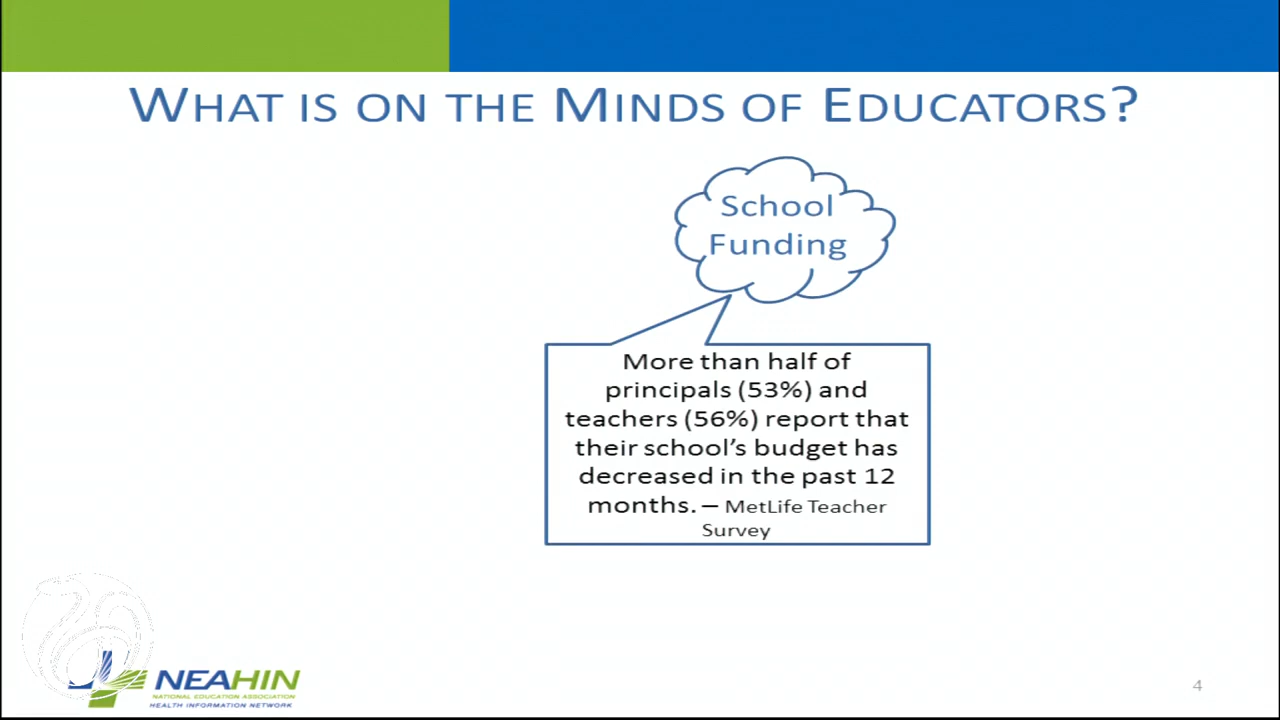 WHAT IS ON THE MINDS OF EDUCATORS?
School
Funding
More than half of
principals (53%) and
teachers (56%) report that
their school’s budget has
decreased in the past 12
months. – MetLife Teacher
Survey
NEAHIN
NATIONAL EDUCATION ASSOCIATION
HEALTH INFORMATION NETWORK
4